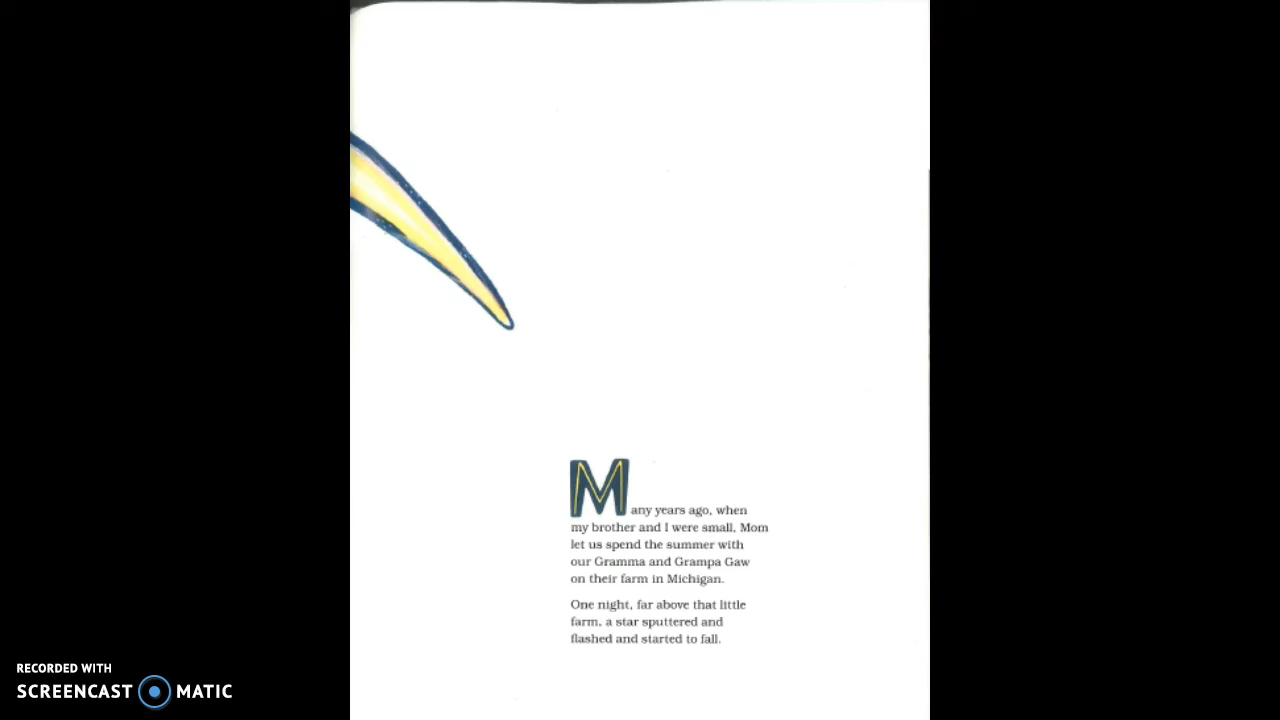 Many years ago, when
my brother and I were small, Mom
let us spend the summer with
our Gramma and Grampa Gaw
on their farm in Michigan.
One night, far above that little
farm, a star sputtered and
flashed and started to fall.
RECORDED WITH
SCREENCAST MATIC